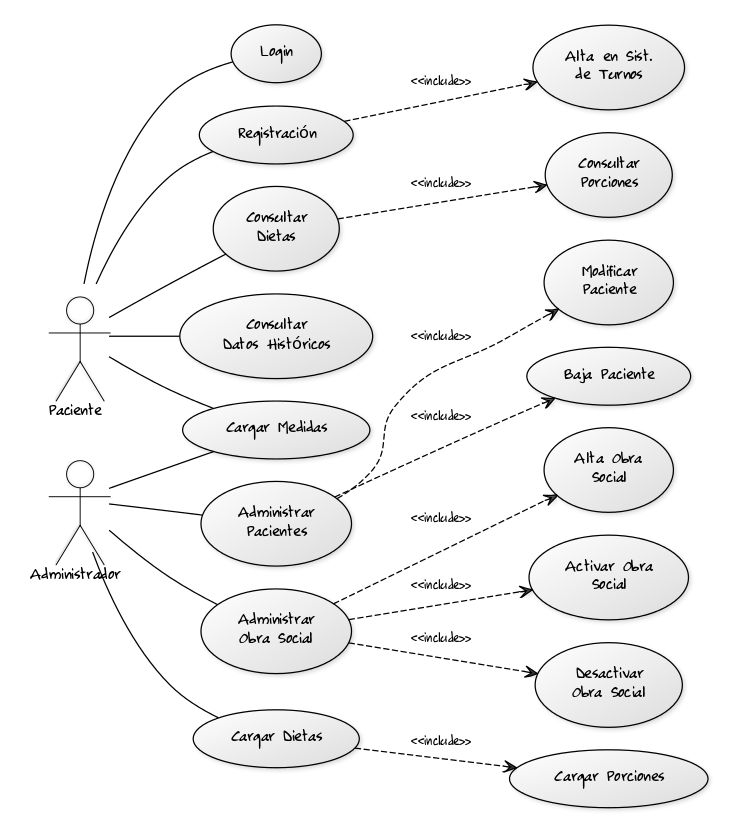 Login
Alta en Sist.
de Turnos
<<include>>
Registración
Consultar
Porciones
<<include>>
Consultar
Dietas
Modificar
Paciente
<<include>>
Consultar
Datos Históricos
Baja Paciente
Paciente
<<include>>
Cargar Medidas
Alta Obra
Social
<<include>>
Administrar
Pacientes
Administrador
Activar Obra
Social
<<include>>
Administrar
Obra Social
<<include>>
Desactivar
Obra Social
Cargar Dietas
<<include>>
Cargar Porciones